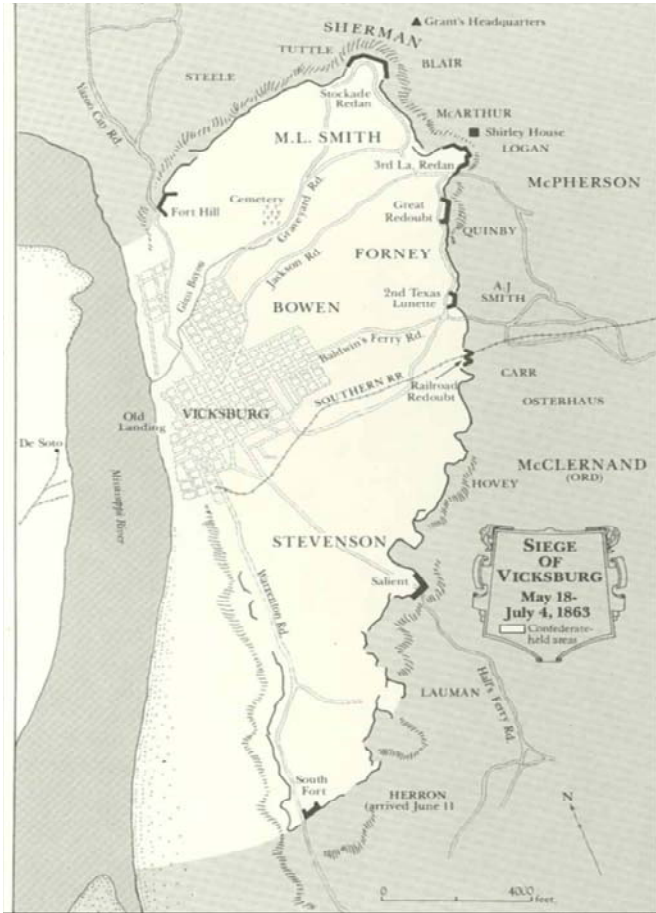 SHERMAN
Grant's Headquarters
TUTTLE
BLAIR
STEELE
Stockade
Redan
McARTHUR
Yazoo City Rd.
M.L. SMITH
Shirley House
LOGAN
3rd La. Redan
McPHERSON
Fort Hill
Cemetery
Graveyard Rd.
Great
Redoubt
QUINBY
Jackson Rd.
FORNEY
Glass Bayou
A.J
SMITH
BOWEN
2nd Texas
Lunette
Baldwin's Ferry Rd.
SOUTHERN RR
CARR
Railroad
Redoubt
OSTERHAUS
Old
Landing
VICKSBURG
De Soto
Mississippi River
McCLERNAND
(ORD)
HOVEY
STEVENSON
SIEGE
OF
VICKSBURG
May 18-
July 4, 1863
Confederate-
held areas
Salient
Warrenton Rd.
Hall's Ferry Rd.
LAUMAN
South
Fort
HERRON
(arrived June 11
N
0 4000
feet